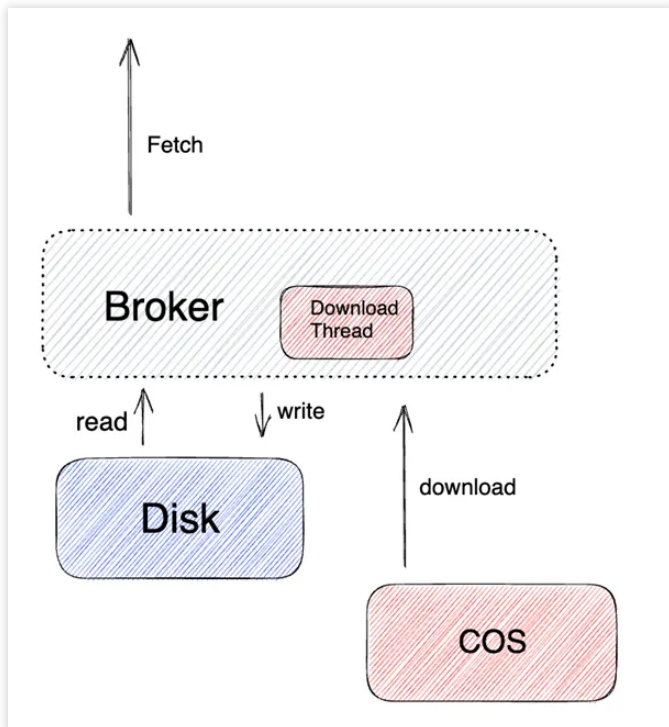 Fetch
Broker
Download
Thread
read
write
Disk
download
COS